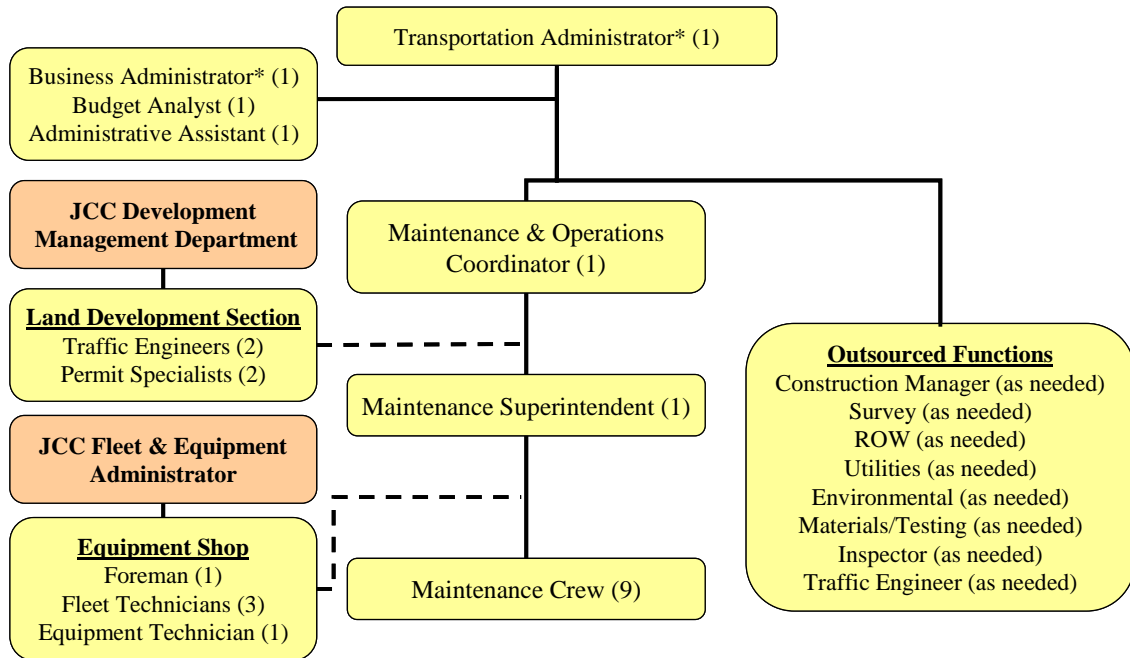 Transportation Administrator* (1)
Business Administrator* (1)
Budget Analyst (1)
Administrative Assistant (1)
JCC Development
Management Department
Maintenance & Operations
Coordinator (1)
Land Development Section
Traffic Engineers (2)
Permit Specialists (2)
Maintenance Superintendent (1)
JCC Fleet & Equipment
Administrator
Equipment Shop
Foreman (1)
Fleet Technicians (3)
Equipment Technician (1)
Maintenance Crew (9)
Outsourced Functions
Construction Manager (as needed)
Survey (as needed)
ROW (as needed)
Utilities (as needed)
Environmental (as needed)
Materials/Testing (as needed)
Inspector (as needed)
Traffic Engineer (as needed)